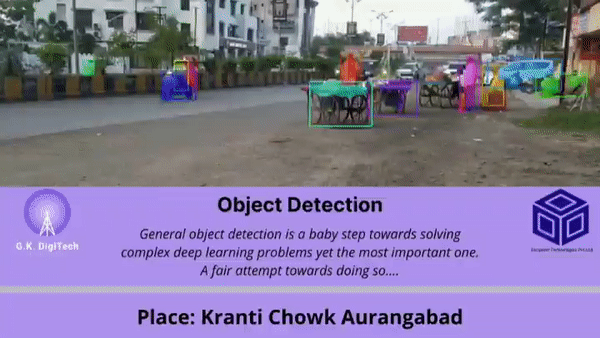 Object Detection
General object detection is a baby step towards solving
complex deep learning problems yet the most important one.
A fair attempt towards doing so....
G.K. DigiTech
Place: Kranti Chowk Aurangabad